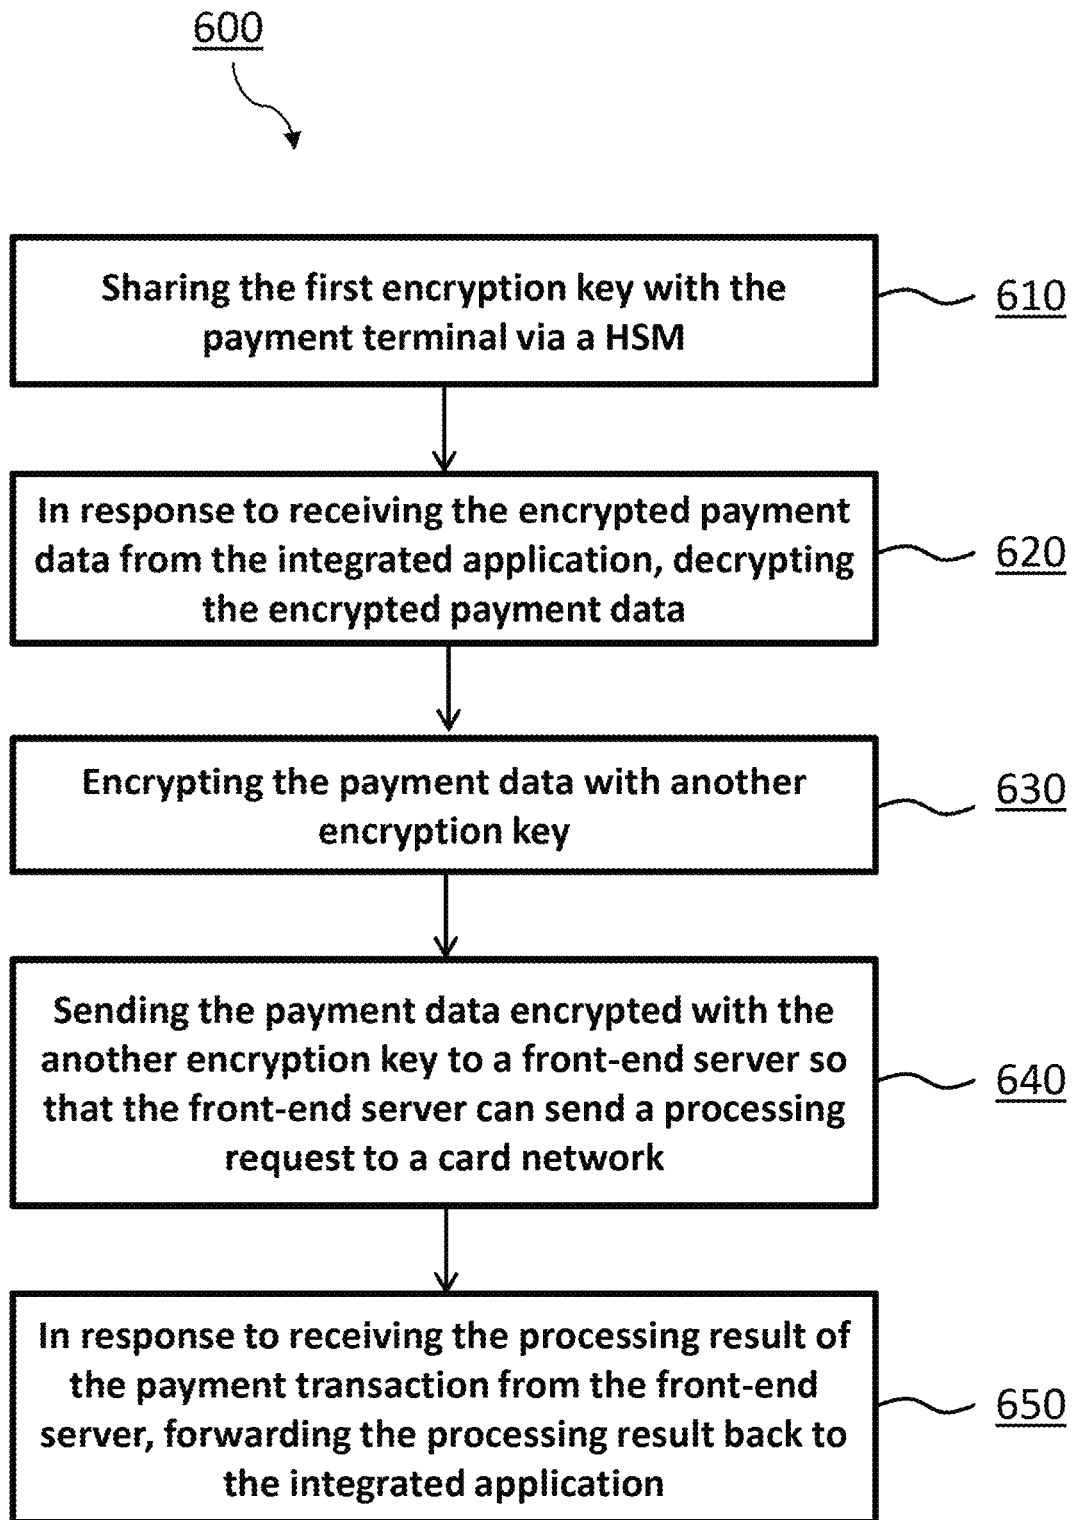 600
Sharing the first encryption key with the
payment terminal via a HSM
610
In response to receiving the encrypted payment
data from the integrated application, decrypting
the encrypted payment data
620
Encrypting the payment data with another
encryption key
630
Sending the payment data encrypted with the
another encryption key to a front-end server so
that the front-end server can send a processing
request to a card network
640
In response to receiving the processing result of
the payment transaction from the front-end
server, forwarding the processing result back to
the integrated application
650